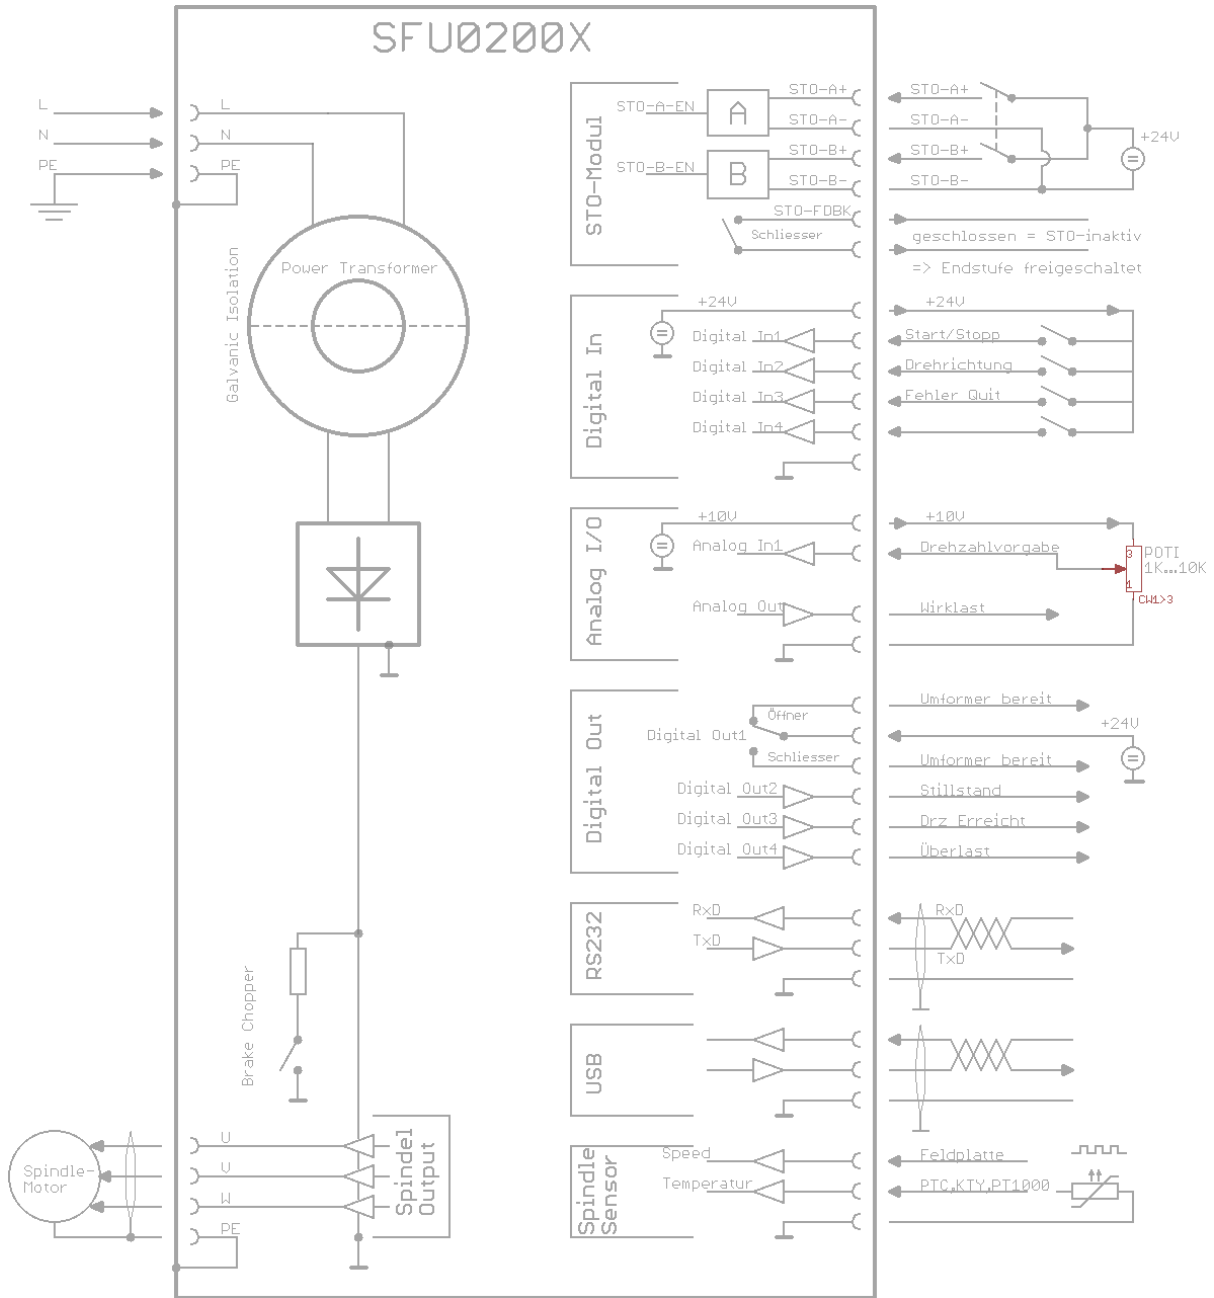 SFU0200X
L
N
PE
L
N
PE
Galvanic Isolation
Power Transformer
Brake Chopper
Spindle-
Motor
U
V
W
PE
Spindel
Output
STO-Modul
STO-A-EN
A
STO-A+
STO-A-
STO-B-EN
B
STO-B+
STO-B-
STO-FDBK
Schliesser
STO-A+
STO-A-
STO-B+
STO-B-
+24V
geschlossen = STO-inaktiv
=> Endstufe freigeschaltet
Digital In
+24V
Digital In1
Digital In2
Digital In3
Digital In4
+24V
Start/Stopp
Drehrichtung
Fehler Quit
Analog I/O
+10V
Analog In1
Analog Out
+10V
Drehzahlvorgabe
Wirklast
3
1
POTI
1K...10K
CW1>3
Digital Out
Öffner
Digital Out1
Schliesser
Digital Out2
Digital Out3
Digital Out4
Umformer bereit
+24V
Umformer bereit
Stillstand
Drz Erreicht
Überlast
RS232
RxD
TxD
RxD
TxD
USB
Spindle
Sensor
Speed
Temperatur
Feldplatte
PTC,KTY,PT1000